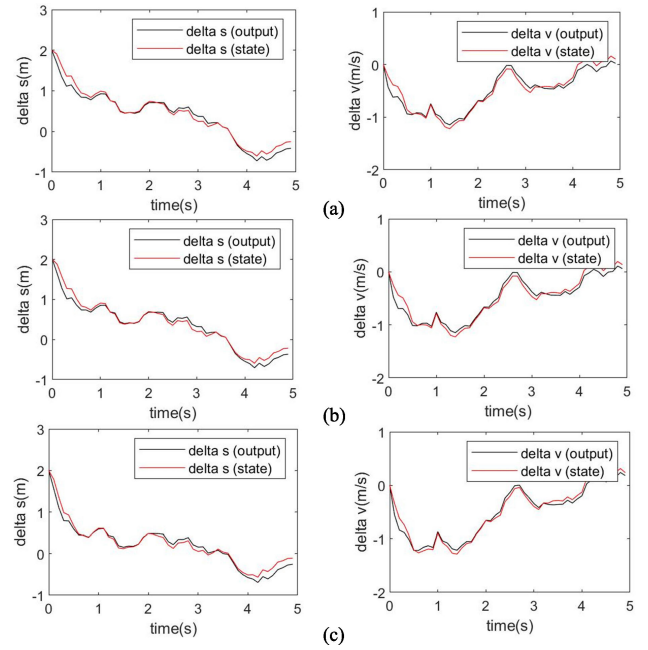 3
2
1
0
-1
delta s(m)
delta s (output)
delta s (state)
0 1 2 3 4 5
time(s)
1
0
-1
-2
delta v(m/s)
delta v (output)
delta v (state)
0 1 2 3 4 5
time(s)
(a)
3
2
1
0
-1
delta s(m)
delta s (output)
delta s (state)
0 1 2 3 4 5
time(s)
1
0
-1
-2
delta v(m/s)
delta v (output)
delta v (state)
0 1 2 3 4 5
time(s)
(b)
3
2
1
0
-1
delta s(m)
delta s (output)
delta s (state)
0 1 2 3 4 5
time(s)
1
0
-1
-2
delta v(m/s)
delta v (output)
delta v (state)
0 1 2 3 4 5
time(s)
(c)